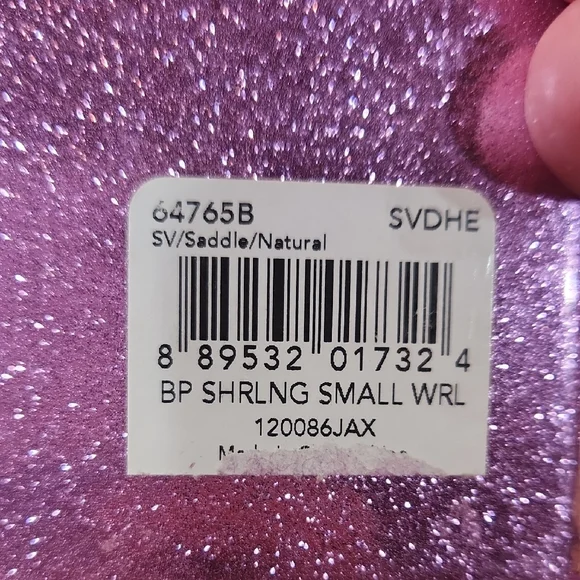 64765B SVDHE
SV/Saddle/Natural
8 89532 01732 4
BP SHRLNG SMALL WRL
120086JAX